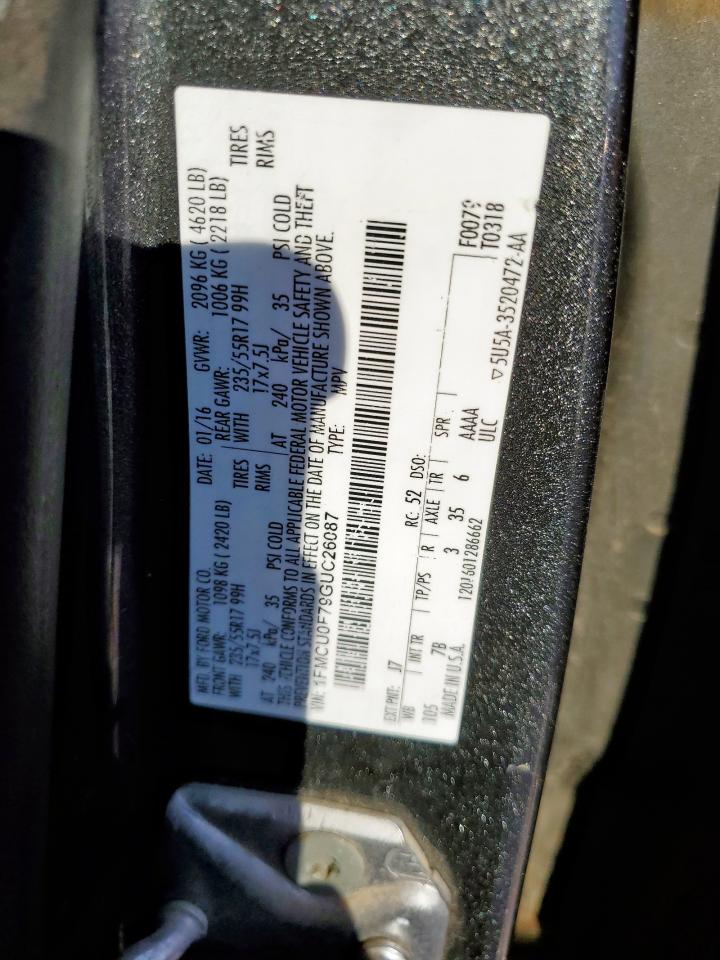 MFD. BY FORD MOTOR CO. DATE: 01/16 GVWR: 2096 KG ( 4620 LB)
FRONT GAWR: 1098 KG (2420 LB) REAR GAWR: 1006 KG ( 2218 LB)
WITH 235/55R17 99H TIRES WITH 235/55R17 99H TIRES
17x7.5J RIMS 17x7.5J RIMS
AT 240 kPa/ 35 PSI COLD AT 240 kPa/ 35 PSI COLD
THIS VEHICLE CONFORMS TO ALL APPLICABLE FEDERAL MOTOR VEHICLE SAFETY AND THEFT
PREVENTION STANDARDS IN EFFECT ON THE DATE OF MANUFACTURE SHOWN ABOVE.
VIN: 1FMCU0F79GUC26087 TYPE: MPV
EXT PNT: J7 RC: 52 DSO: F0079
WB INT TR TP/PS R AXLE TR SPR T0318
105 7B 3 35 6 AAAA
MADE IN U.S.A. 1201601286662 ULC ▽5U5A-3520472-AA